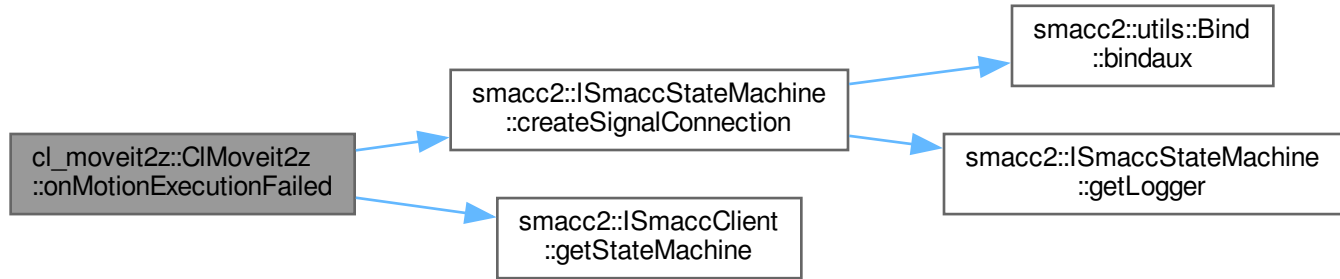 cl_moveit2z::ClMoveit2z
::onMotionExecutionFailed
smacc2::ISmaccStateMachine
::createSignalConnection
smacc2::utils::Bind
::bindaux
smacc2::ISmaccStateMachine
::getLogger
smacc2::ISmaccClient
::getStateMachine